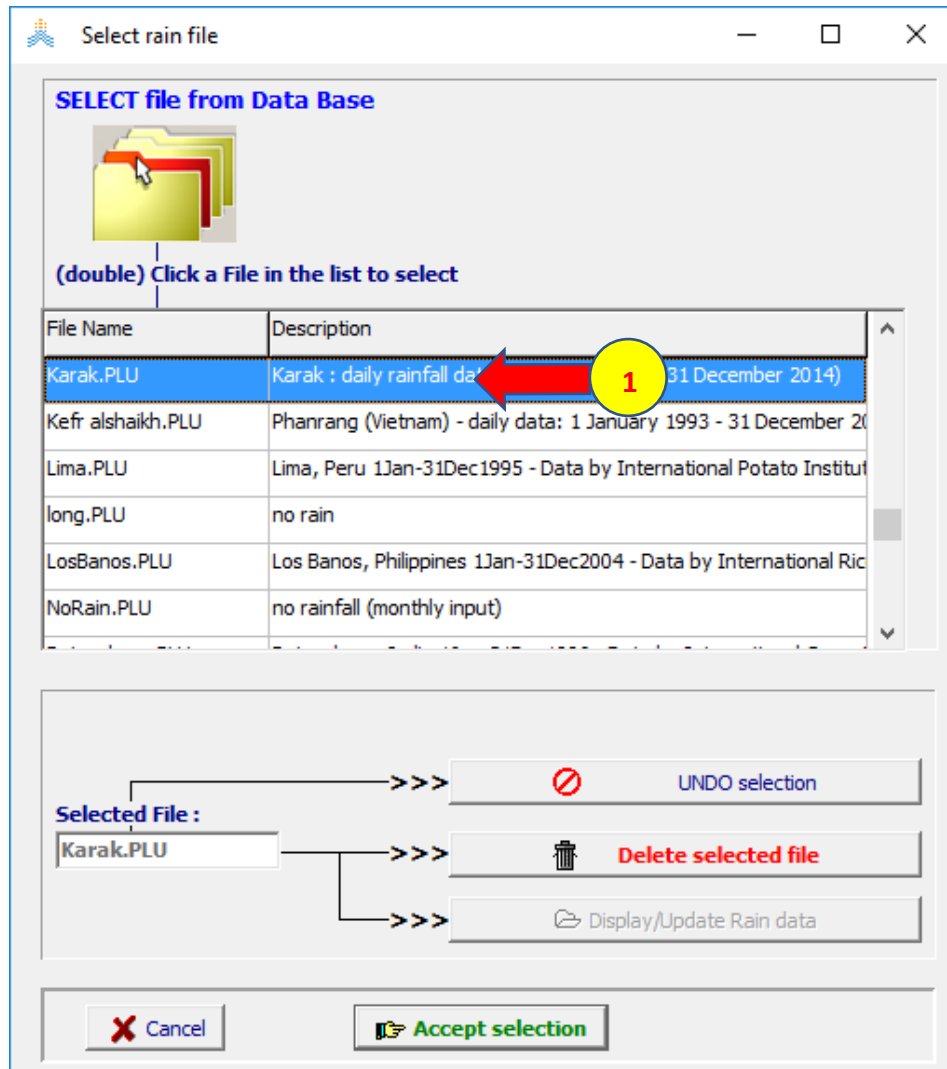 Select rain file
SELECT file from Data Base
(double) Click a File in the list to select
File Name Description
Karak.PLU Karak : daily rainfall da 1 31 December 2014)
Kefr alshaikh.PLU Phanrang (Vietnam) - daily data: 1 January 1993 - 31 December 20
Lima.PLU Lima, Peru 1Jan-31Dec1995 - Data by International Potato Institut
long.PLU no rain
LosBanos.PLU Los Banos, Philippines 1Jan-31Dec2004 - Data by International Ric
NoRain.PLU no rainfall (monthly input)
>>> UNDO selection
Selected File :
Karak.PLU >>> Delete selected file
>>> Display/Update Rain data
Cancel Accept selection